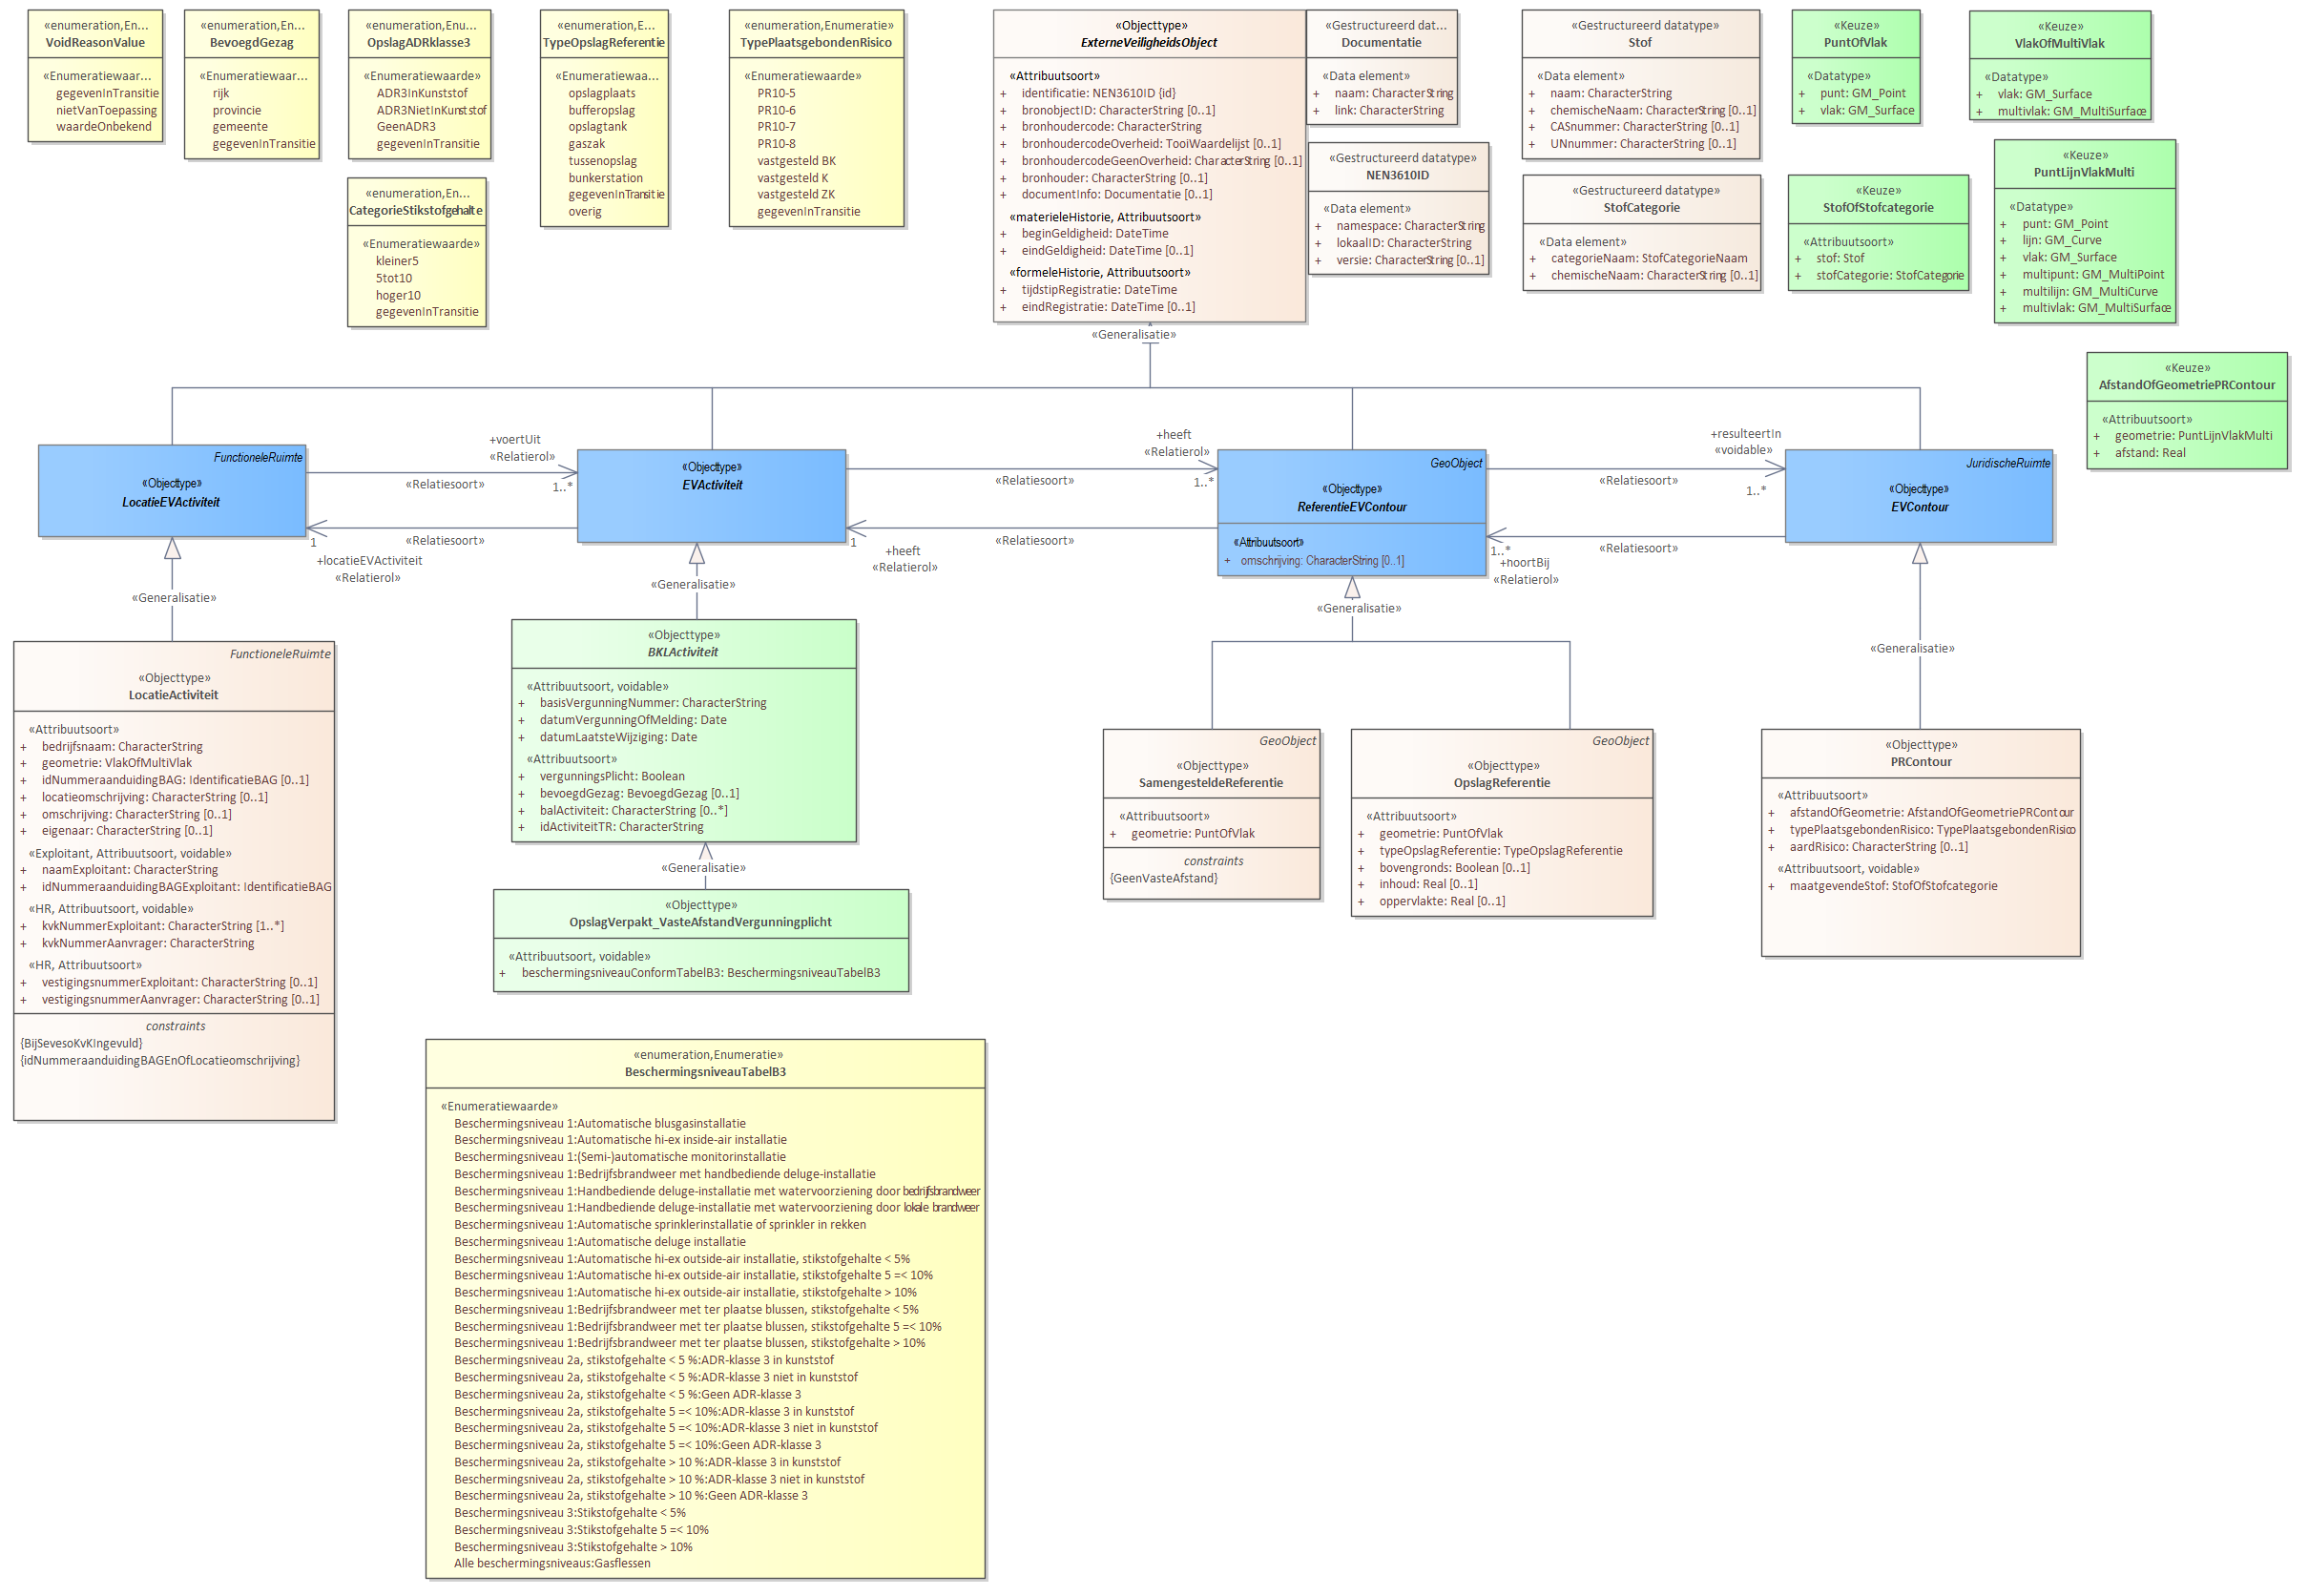 «enumeration,En...
VoidReasonValue
«Enumeratiewaar...
gegevenInTransitie
nietVanToepassing
waardeOnbekend
«enumeration,En...
BevoegdGezag
«Enumeratiewaar...
rijk
provincie
gemeente
gegevenInTransitie
«enumeration,Enu...
OpslagADRklasse3
«Enumeratiewaarde»
ADR3InKunststof
ADR3NietInKunststof
GeenADR3
gegevenInTransitie
«enumeration,En...
CategorieStikstofgehalte
«Enumeratiewaarde»
kleiner5
5tot10
hoger10
gegevenInTransitie
«enumeration,E...
TypeOpslagReferentie
«Enumeratiewaa...
opslagplaats
bufferopslag
opslagtank
gaszak
tussenopslag
bunkerstation
gegevenInTransitie
overig
«enumeration,Enumeratie»
TypePlaatsgebondenRisico
«Enumeratiewaarde»
PR10-5
PR10-6
PR10-7
PR10-8
vastgesteld BK
vastgesteld K
vastgesteld ZK
gegevenInTransitie
«Objecttype»
ExterneVeiligheidsObject
«Attribuutsoort»
+ identificatie: NEN3610ID {id}
+ bronobjectID: CharacterString [0..1]
+ bronhoudercode: CharacterString
+ bronhoudercodeOverheid: TooiWaardelijst [0..1]
+ bronhoudercodeGeenOverheid: CharacterString [0..1]
+ bronhouder: CharacterString [0..1]
+ documentInfo: Documentatie [0..1]
«materieleHistorie, Attribuutsoort»
+ beginGeldigheid: DateTime
+ eindGeldigheid: DateTime [0..1]
«formeleHistorie, Attribuutsoort»
+ tijdstipRegistratie: DateTime
+ eindRegistratie: DateTime [0..1]
«Gestructureerd dat...
Documentatie
«Data element»
+ naam: CharacterString
+ link: CharacterString
«Gestructureerd datatype»
NEN3610ID
«Data element»
+ namespace: CharacterString
+ lokaalID: CharacterString
+ versie: CharacterString [0..1]
«Gestructureerd datatype»
Stof
«Data element»
+ naam: CharacterString
+ chemischeNaam: CharacterString [0..1]
+ CASnummer: CharacterString [0..1]
+ UNnummer: CharacterString [0..1]
«Gestructureerd datatype»
StofCategorie
«Data element»
+ categorieNaam: StofCategorieNaam
+ chemischeNaam: CharacterString [0..1]
«Keuze»
PuntOfVlak
«Datatype»
+ punt: GM_Point
+ vlak: GM_Surface
«Keuze»
StofOfStofcategorie
«Attribuutsoort»
+ stof: Stof
+ stofCategorie: StofCategorie
«Keuze»
VlakOfMultiVlak
«Datatype»
+ vlak: GM_Surface
+ multivlak: GM_MultiSurface
«Keuze»
PuntLijnVlakMulti
«Datatype»
+ punt: GM_Point
+ lijn: GM_Curve
+ vlak: GM_Surface
+ multipunt: GM_MultiPoint
+ multilijn: GM_MultiCurve
+ multivlak: GM_MultiSurface
«Keuze»
AfstandOfGeometriePRContour
«Attribuutsoort»
+ geometrie: PuntLijnVlakMulti
+ afstand: Real
«Generalisatie»
FunctioneleRuimte
«Objecttype»
LocatieEVActiviteit
+voertUit
«Relatierol»
«Relatiesoort»
1..*
«Relatiesoort»
1
+locatieEVActiviteit
«Relatierol»
«Objecttype»
EVActiviteit
+heeft
«Relatierol»
«Relatiesoort»
1..*
«Relatiesoort»
1
+heeft
«Relatierol»
GeoObject
«Objecttype»
ReferentieEVContour
«Attribuutsoort»
+ omschrijving: CharacterString [0..1]
+resulteertIn
«voidable»
«Relatiesoort»
1..*
«Relatiesoort»
1..*
+hoortBij
«Relatierol»
JuridischeRuimte
«Objecttype»
EVContour
«Generalisatie»
«Generalisatie»
«Generalisatie»
«Generalisatie»
FunctioneleRuimte
«Objecttype»
LocatieActiviteit
«Attribuutsoort»
+ bedrijfsnaam: CharacterString
+ geometrie: VlakOfMultiVlak
+ idNummeraanduidingBAG: IdentificatieBAG [0..1]
+ locatieomschrijving: CharacterString [0..1]
+ omschrijving: CharacterString [0..1]
+ eigenaar: CharacterString [0..1]
«Exploitant, Attribuutsoort, voidable»
+ naamExploitant: CharacterString
+ idNummeraanduidingBAGExploitant: IdentificatieBAG
«HR, Attribuutsoort, voidable»
+ kvkNummerExploitant: CharacterString [1..*]
+ kvkNummerAanvrager: CharacterString
«HR, Attribuutsoort»
+ vestigingsnummerExploitant: CharacterString [0..1]
+ vestigingsnummerAanvrager: CharacterString [0..1]
constraints
{BijSevesoKvKIngevuld}
{idNummeraanduidingBAGEnOfLocatieomschrijving}
«Objecttype»
BKLActiviteit
«Attribuutsoort, voidable»
+ basisVergunningNummer: CharacterString
+ datumVergunningOfMelding: Date
+ datumLaatsteWijziging: Date
«Attribuutsoort»
+ vergunningsPlicht: Boolean
+ bevoegdGezag: BevoegdGezag [0..1]
+ balActiviteit: CharacterString [0..*]
+ idActiviteitTR: CharacterString
«Generalisatie»
«Objecttype»
OpslagVerpakt_VasteAfstandVergunningplicht
«Attribuutsoort, voidable»
+ beschermingsniveauConformTabelB3: BeschermingsniveauTabelB3
GeoObject
«Objecttype»
SamengesteldeReferentie
«Attribuutsoort»
+ geometrie: PuntOfVlak
constraints
{GeenVasteAfstand}
GeoObject
«Objecttype»
OpslagReferentie
«Attribuutsoort»
+ geometrie: PuntOfVlak
+ typeOpslagReferentie: TypeOpslagReferentie
+ bovengronds: Boolean [0..1]
+ inhoud: Real [0..1]
+ oppervlakte: Real [0..1]
«Objecttype»
PRContour
«Attribuutsoort»
+ afstandOfGeometrie: AfstandOfGeometriePRContour
+ typePlaatsgebondenRisico: TypePlaatsgebondenRisico
+ aardRisico: CharacterString [0..1]
«Attribuutsoort, voidable»
+ maatgevendeStof: StofOfStofcategorie
«enumeration,Enumeratie»
BeschermingsniveauTabelB3
«Enumeratiewaarde»
Beschermingsniveau 1:Automatische blusgasinstallatie
Beschermingsniveau 1:Automatische hi-ex inside-air installatie
Beschermingsniveau 1:(Semi-)automatische monitorinstallatie
Beschermingsniveau 1:Bedrijfsbrandweer met handbediende deluge-installatie
Beschermingsniveau 1:Handbediende deluge-installatie met watervoorziening door bedrijfsbrandweer
Beschermingsniveau 1:Handbediende deluge-installatie met watervoorziening door lokale brandweer
Beschermingsniveau 1:Automatische sprinklerinstallatie of sprinkler in rekken
Beschermingsniveau 1:Automatische deluge installatie
Beschermingsniveau 1:Automatische hi-ex outside-air installatie, stikstofgehalte < 5%
Beschermingsniveau 1:Automatische hi-ex outside-air installatie, stikstofgehalte 5 =< 10%
Beschermingsniveau 1:Automatische hi-ex outside-air installatie, stikstofgehalte > 10%
Beschermingsniveau 1:Bedrijfsbrandweer met ter plaatse blussen, stikstofgehalte < 5%
Beschermingsniveau 1:Bedrijfsbrandweer met ter plaatse blussen, stikstofgehalte 5 =< 10%
Beschermingsniveau 1:Bedrijfsbrandweer met ter plaatse blussen, stikstofgehalte > 10%
Beschermingsniveau 2a, stikstofgehalte < 5 %:ADR-klasse 3 in kunststof
Beschermingsniveau 2a, stikstofgehalte < 5 %:ADR-klasse 3 niet in kunststof
Beschermingsniveau 2a, stikstofgehalte < 5 %:Geen ADR-klasse 3
Beschermingsniveau 2a, stikstofgehalte 5 =< 10%:ADR-klasse 3 in kunststof
Beschermingsniveau 2a, stikstofgehalte 5 =< 10%:ADR-klasse 3 niet in kunststof
Beschermingsniveau 2a, stikstofgehalte 5 =< 10%:Geen ADR-klasse 3
Beschermingsniveau 2a, stikstofgehalte > 10 %:ADR-klasse 3 in kunststof
Beschermingsniveau 2a, stikstofgehalte > 10 %:ADR-klasse 3 niet in kunststof
Beschermingsniveau 2a, stikstofgehalte > 10 %:Geen ADR-klasse 3
Beschermingsniveau 3:Stikstofgehalte < 5%
Beschermingsniveau 3:Stikstofgehalte 5 =< 10%
Beschermingsniveau 3:Stikstofgehalte > 10%
Alle beschermingsniveaus:Gasflessen